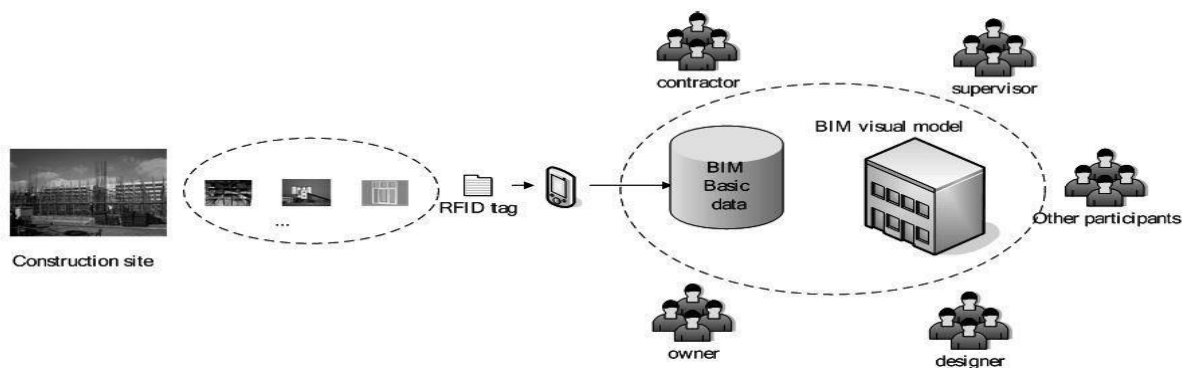 contractor
supervisor
BIM visual model
BIM
Basic
data
RFID tag
...
Other participants
Construction site
owner
designer